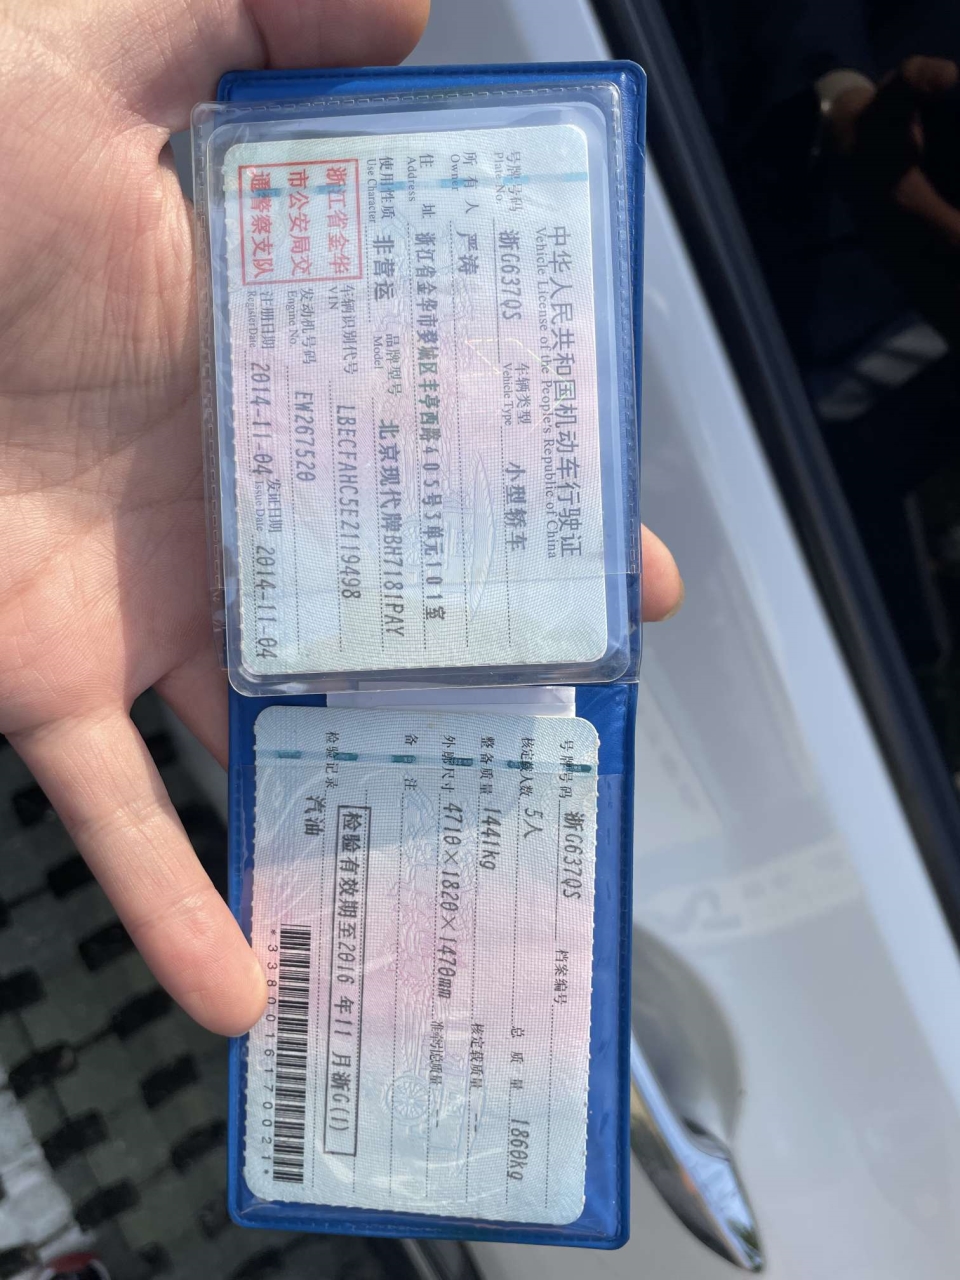 中华人民共和国机动车行驶证
Vehicle License of the People's Republic of China
号牌号码 浙G637QS 车辆类型 小型轿车
Plate No. Vehicle Type
所有人 严涛
Owner
住址 浙江省金华市婺城区丰亭西路405号3单元101室
Address
使用性质 非营运 品牌型号 北京现代牌BH7181PAY
Use Character Model
浙江省金华
市公安局交
通警察支队
车辆识别代号 LBECFAHC5EZ119498
VIN
发动机号码 EW267520
Engine No.
注册日期 2014-11-04 发证日期 2014-11-04
Register Date Issue Date
号牌号码 浙G637QS 档案编号
核定载人数 5人 总质量 1860kg
整备质量 1441kg 核定载质量 --
外廓尺寸 4710×1820×1470mm 准牵引总质量 --
备注
检验有效期至2016年11月浙G(1)
检验记录 汽油
*3380016170021*